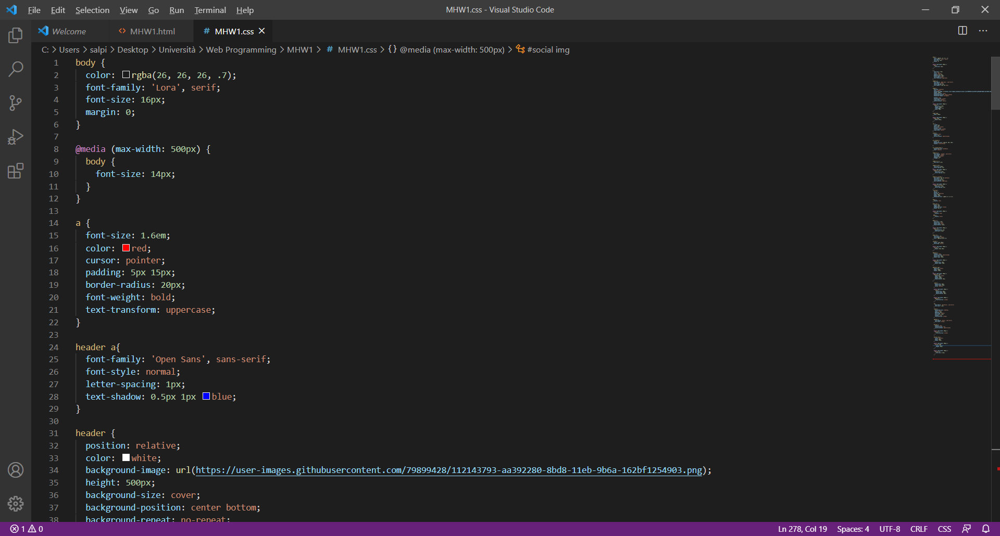 File Edit Selection View Go Run Terminal Help MHW1.css - Visual Studio Code
Welcome <> MHW1.html # MHW1.css
C: > Users > salpi > Desktop > Università > Web Programming > MHW1 > # MHW1.css > {} @media (max-width: 500px) > #social img
1 body {
2 color: rgba(26, 26, 26, .7);
3 font-family: 'Lora', serif;
4 font-size: 16px;
5 margin: 0;
6 }
7
8 @media (max-width: 500px) {
9 body {
10 font-size: 14px;
11 }
12 }
13
14 a {
15 font-size: 1.6em;
16 color: red;
17 cursor: pointer;
18 padding: 5px 15px;
19 border-radius: 20px;
20 font-weight: bold;
21 text-transform: uppercase;
22 }
23
24 header a{
25 font-family: 'Open Sans', sans-serif;
26 font-style: normal;
27 letter-spacing: 1px;
28 text-shadow: 0.5px 1px blue;
29 }
30
31 header {
32 position: relative;
33 color: white;
34 background-image: url(https://user-images.githubusercontent.com/79899428/112143793-aa392280-8bd8-11eb-9b6a-162bf1254903.png);
35 height: 500px;
36 background-size: cover;
37 background-position: center bottom;
38 background-repeat: no-repeat;
1 0 Ln 278, Col 19 Spaces: 4 UTF-8 CRLF CSS